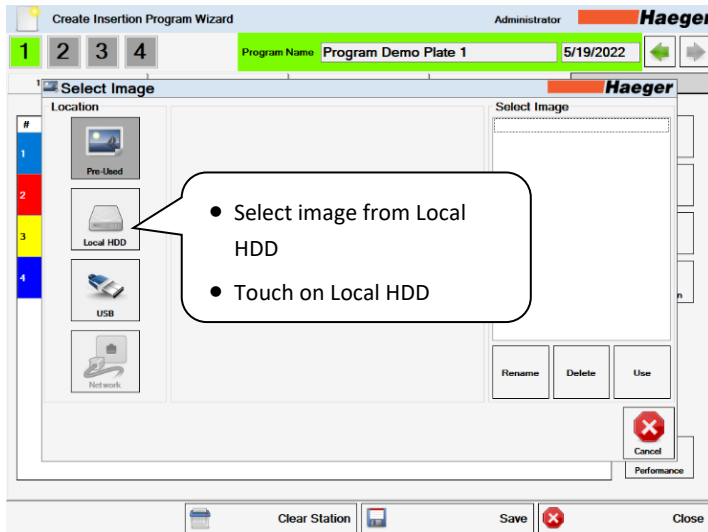 Create Insertion Program Wizard
Administrator
Haeger
1 2 3 4
Program Name Program Demo Plate 1 5/19/2022
1
Select Image
Haeger
Location
Select Image
#
1
2
3
4
Pre-Used
Local HDD
USB
Network
• Select image from Local
HDD
• Touch on Local HDD
n
Rename Delete Use
Cancel
Performance
Clear Station Save Close